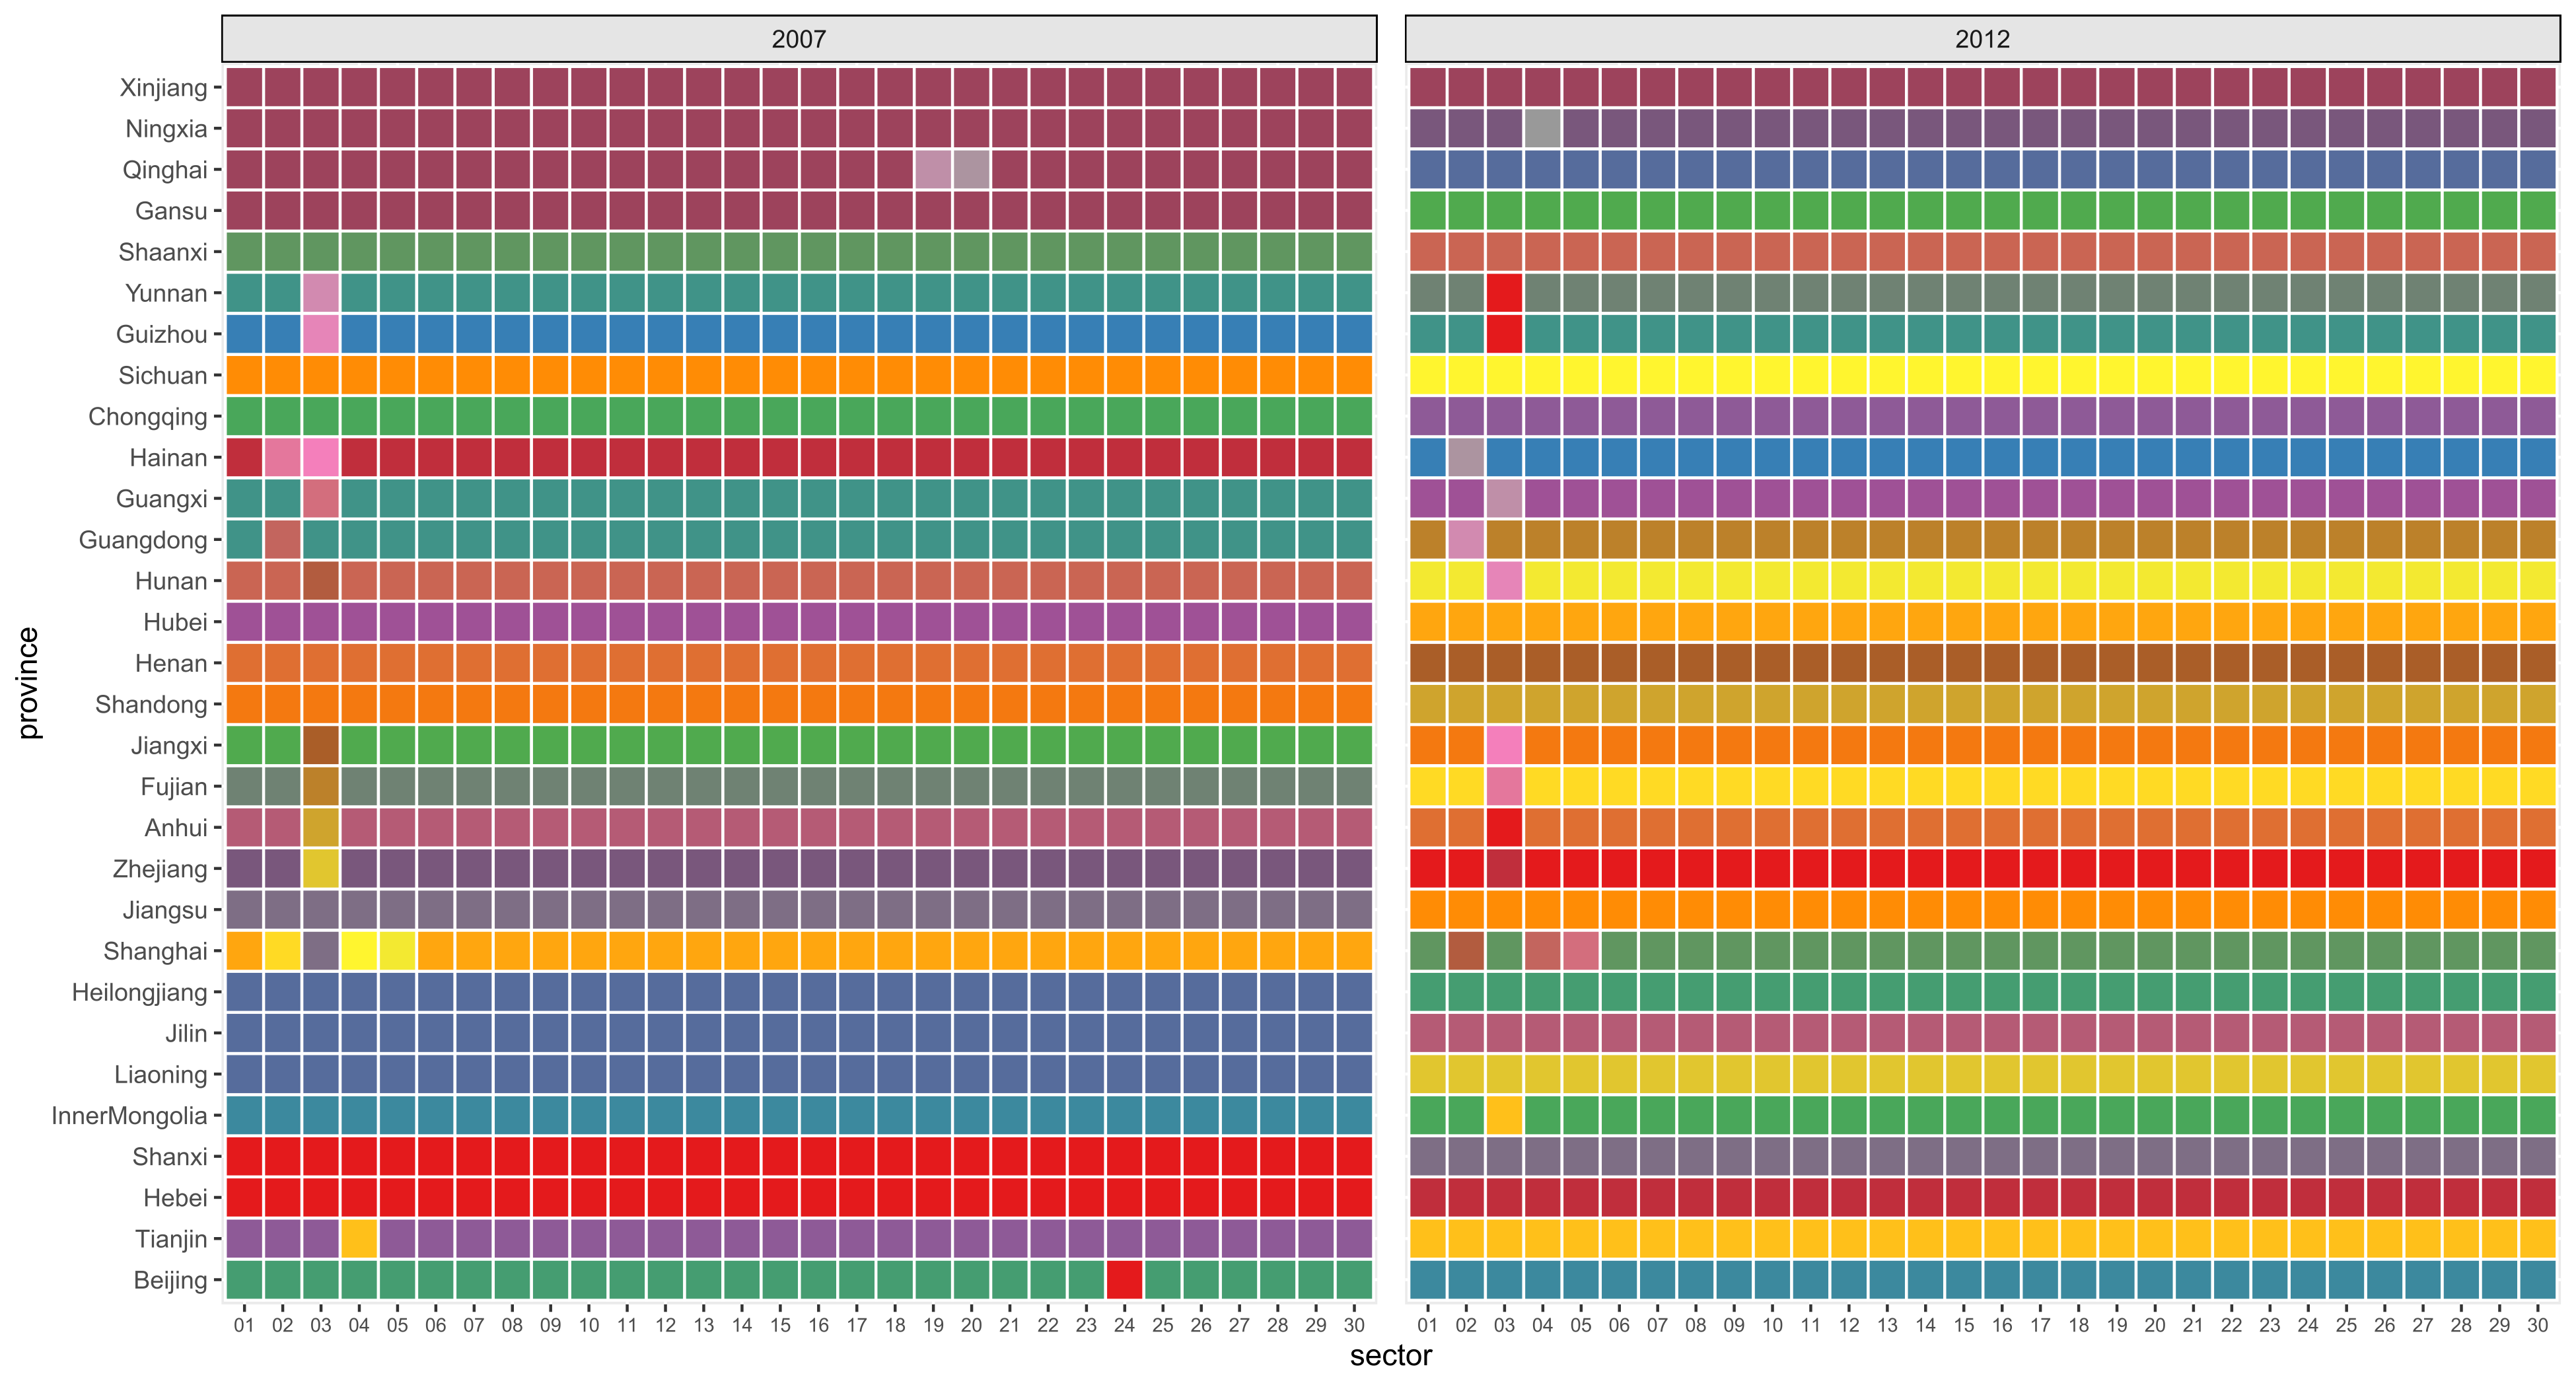 2007 2012
Xinjiang
Ningxia
Qinghai
Gansu
Shaanxi
Yunnan
Guizhou
Sichuan
Chongqing
Hainan
Guangxi
Guangdong
Hunan
Hubei
Henan
Shandong
Jiangxi
Fujian
Anhui
Zhejiang
Jiangsu
Shanghai
Heilongjiang
Jilin
Liaoning
InnerMongolia
Shanxi
Hebei
Tianjin
Beijing
province
01 02 03 04 05 06 07 08 09 10 11 12 13 14 15 16 17 18 19 20 21 22 23 24 25 26 27 28 29 30 01 02 03 04 05 06 07 08 09 10 11 12 13 14 15 16 17 18 19 20 21 22 23 24 25 26 27 28 29 30
sector